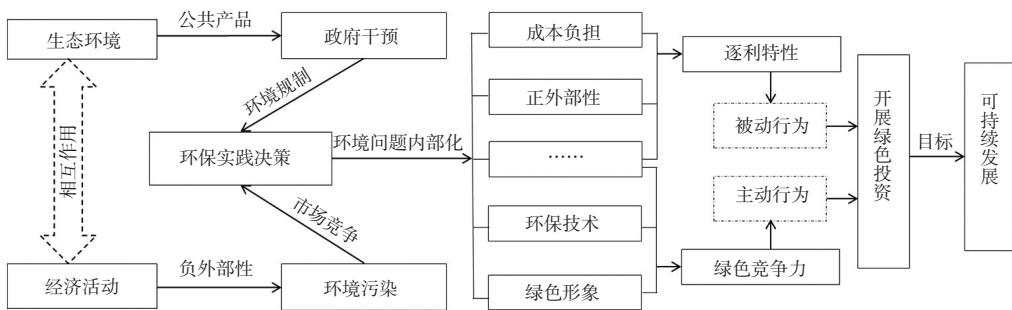 生态环境
公共产品
政府干预
环境规制
相互作用
环保实践决策
环境问题内部化
市场竞争
经济活动
负外部性
环境污染
成本负担
正外部性
……
环保技术
绿色形象
逐利特性
被动行为
主动行为
绿色竞争力
开展绿色投资
目标
可持续发展